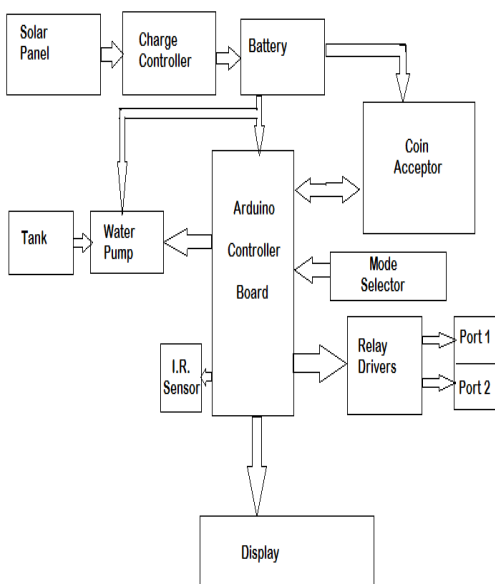 Solar
Panel
Charge
Controller
Battery
Coin
Acceptor
Arduino
Controller
Board
Tank
Water
Pump
Mode
Selector
I.R.
Sensor
Relay
Drivers
Port 1
Port 2
Display